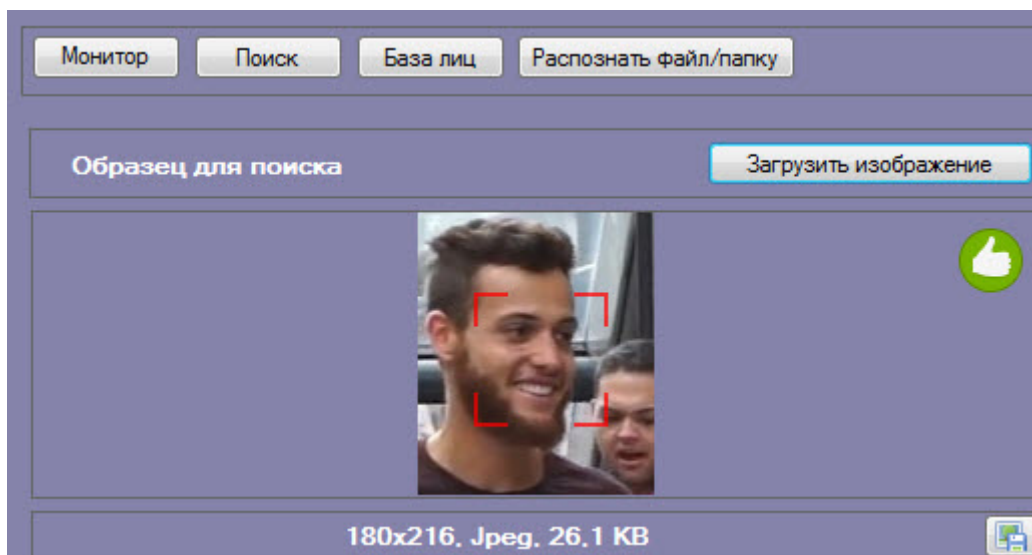 Монитор Поиск База лиц Распознать файл/папку
Образец для поиска Загрузить изображение
180x216, Jpeg, 26,1 KB